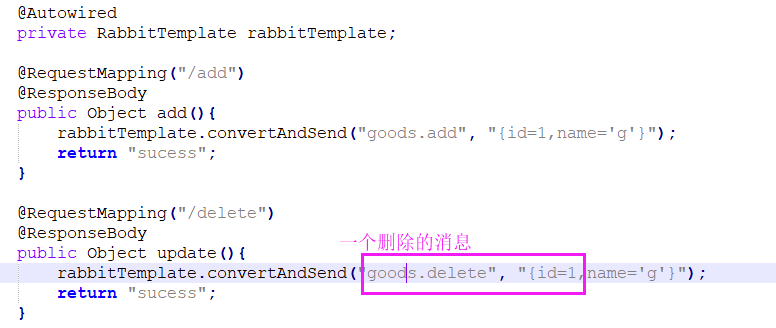 @Autowired
private RabbitTemplate rabbitTemplate;
@RequestMapping("/add")
@ResponseBody
public Object add(){
rabbitTemplate.convertAndSend("goods.add", "{id=1,name='g'}");
return "sucess";
}
@RequestMapping("/delete")
@ResponseBody
一个删除的消息
public Object update(){
rabbitTemplate.convertAndSend("goods.delete", "{id=1,name='g'}");
return "sucess";
}